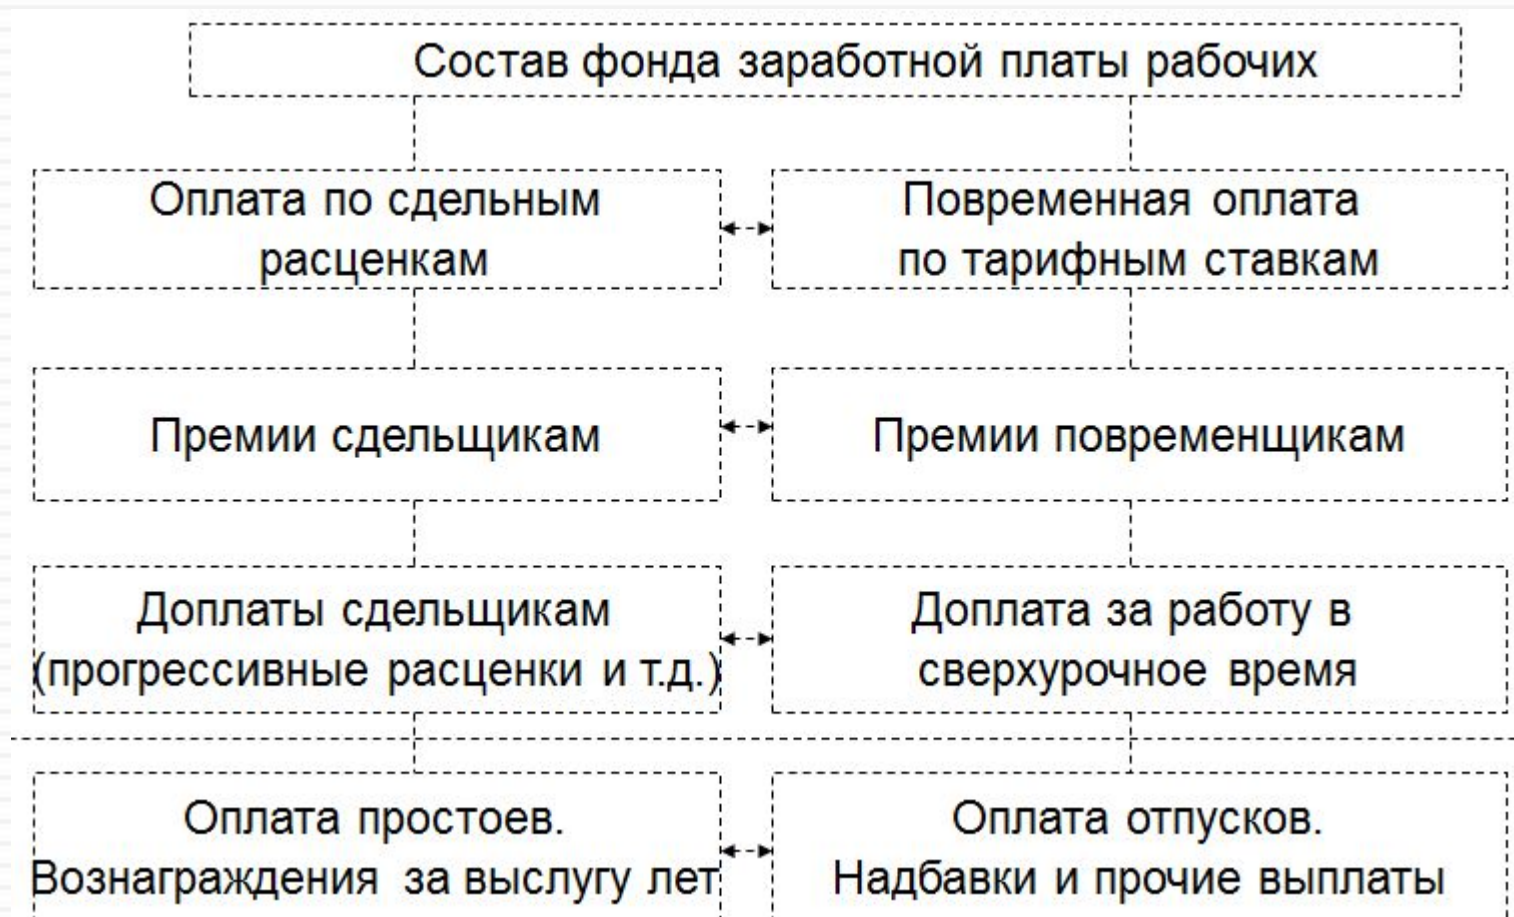 Состав фонда заработной платы рабочих
Оплата по сдельным
расценкам
Повременная оплата
по тарифным ставкам
Премии сдельщикам
Премии повременщикам
Доплаты сдельщикам
(прогрессивные расценки и т.д.)
Доплата за работу в
сверхурочное время
Оплата простоев.
Вознаграждения за выслугу лет
Оплата отпусков.
Надбавки и прочие выплаты